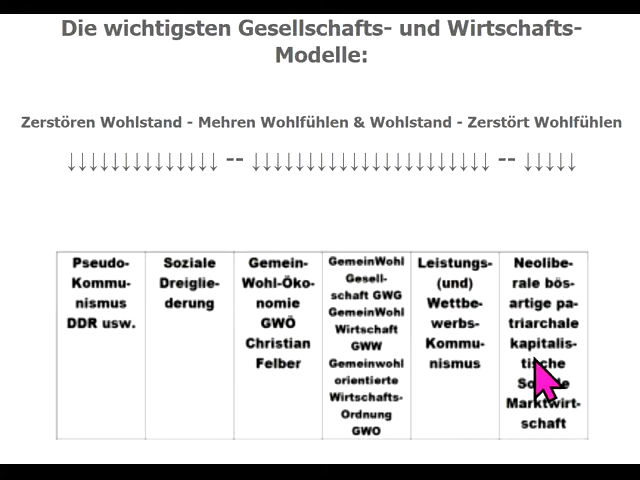 Die wichtigsten Gesellschafts- und Wirtschafts-
Modelle:
Zerstören Wohlstand - Mehren Wohlfühlen & Wohlstand - Zerstört Wohlfühlen
↓↓↓↓↓↓↓↓↓↓↓↓↓↓ -- ↓↓↓↓↓↓↓↓↓↓↓↓↓↓↓↓↓↓↓↓↓↓ -- ↓↓↓↓↓
Pseudo-
Kommu-
nismus
DDR usw.
Soziale
Dreiglie-
derung
Gemein-
Wohl-Öko-
nomie
GWÖ
Christian
Felber
GemeinWohl
Gesell-
schaft GWG
GemeinWohl
Wirtschaft
GWW
Gemeinwohl
orientierte
Wirtschafts-
Ordnung
GWO
Leistungs-
(und)
Wettbe-
werbs-
Kommu-
nismus
Neolibe-
rale bös-
artige pa-
triarchale
kapitalis-
tische
Marktwirt-
schaft